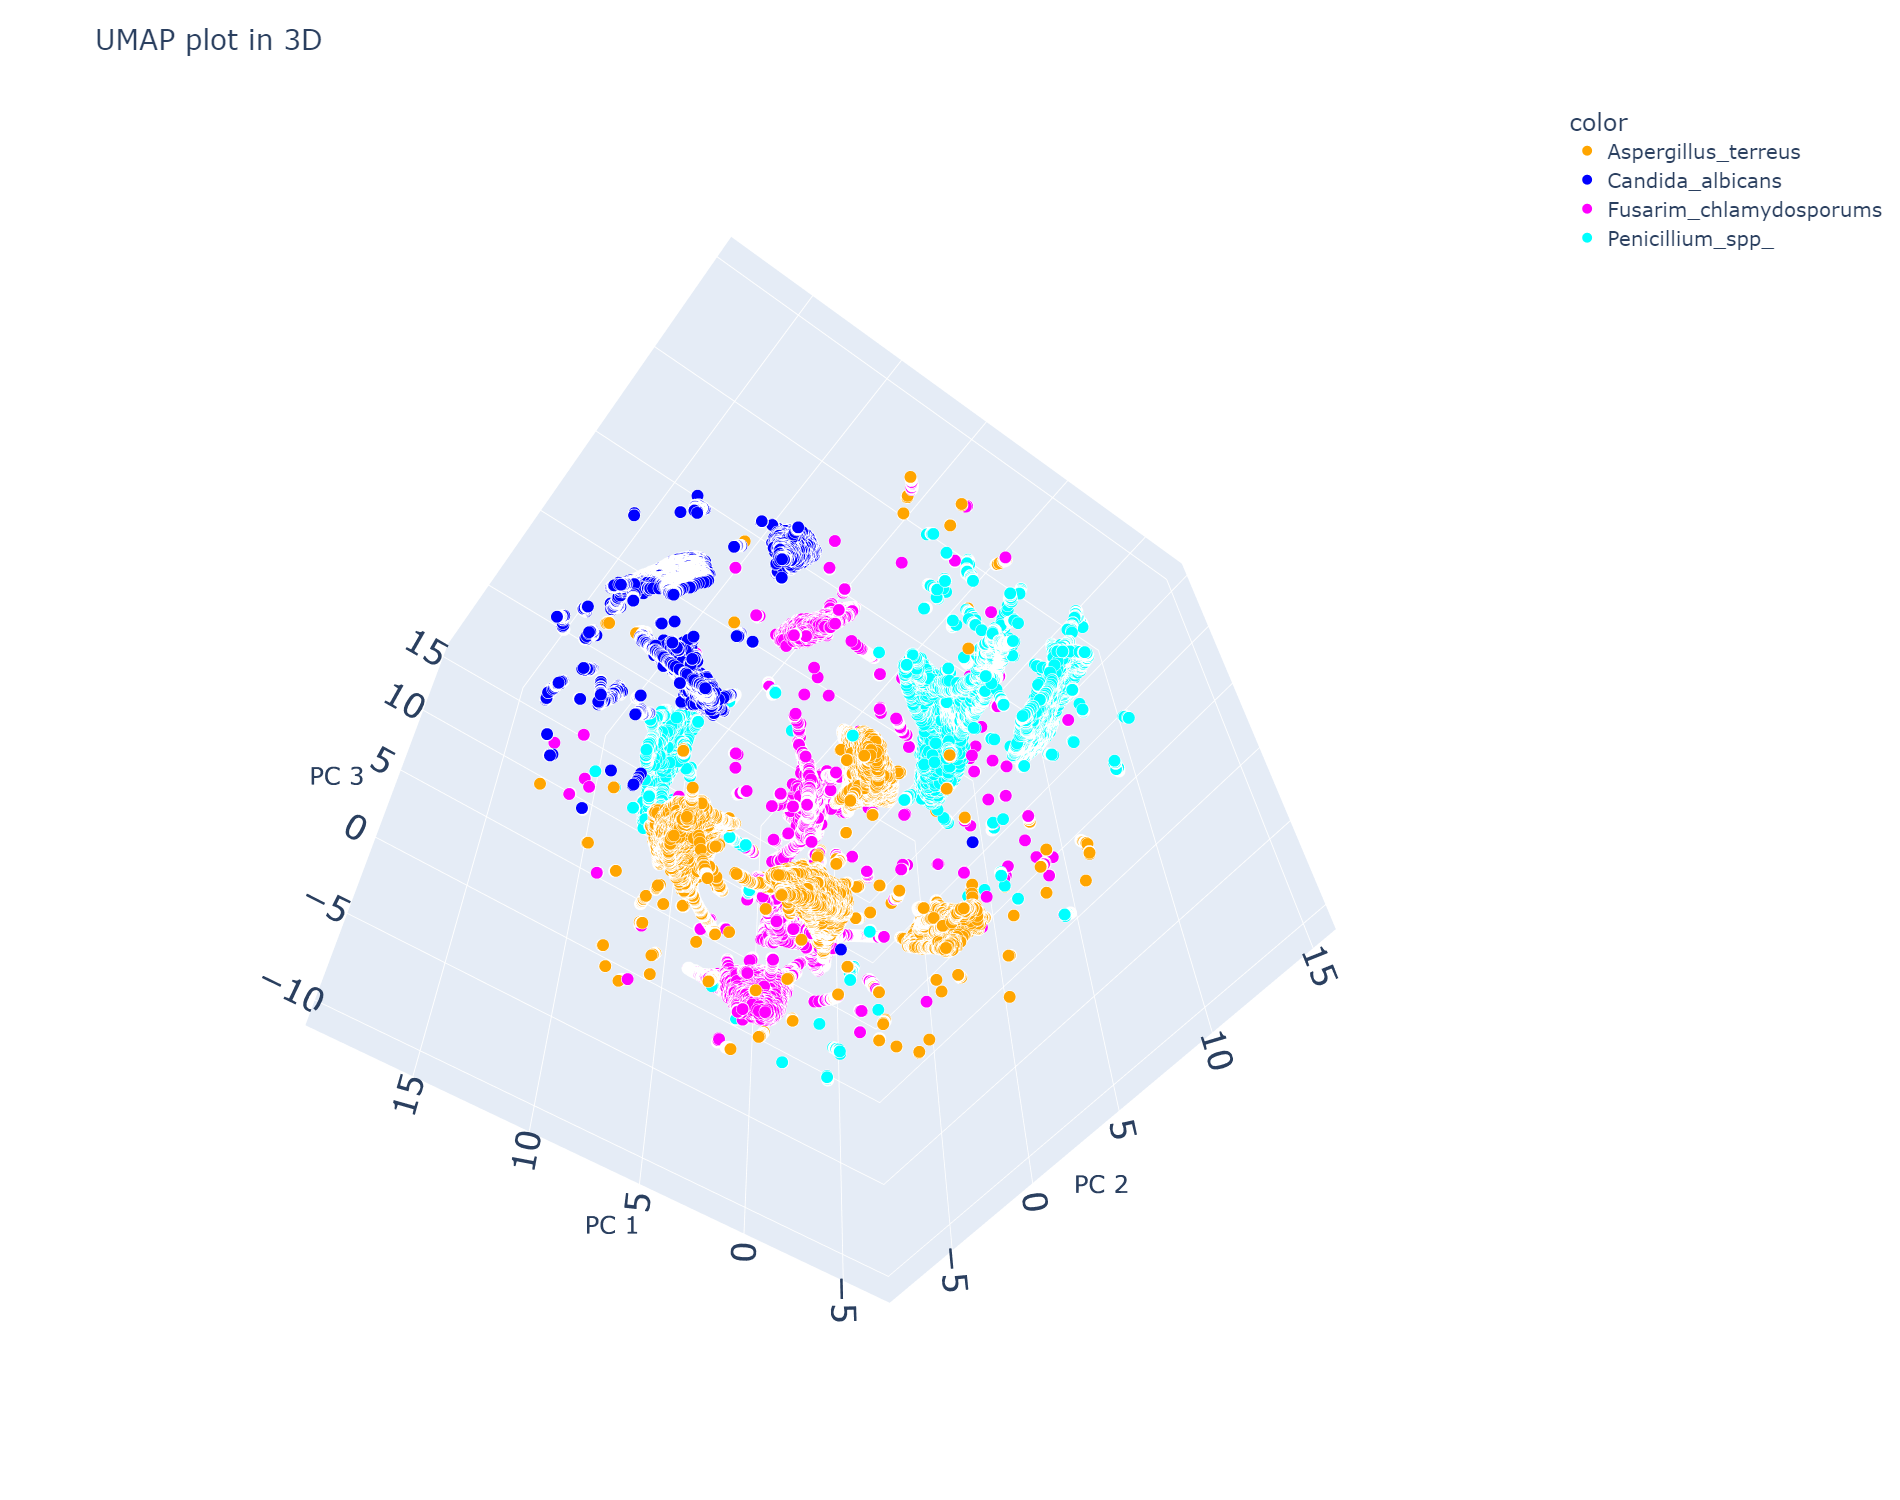 UMAP plot in 3D
color
Aspergillus_terreus
Candida_albicans
Fusarim_chlamydosporums
Penicillium_spp_
15
10
5
0
−5
−10
PC 3
15
10
5
0
−5
PC 1
15
10
5
0
−5
PC 2